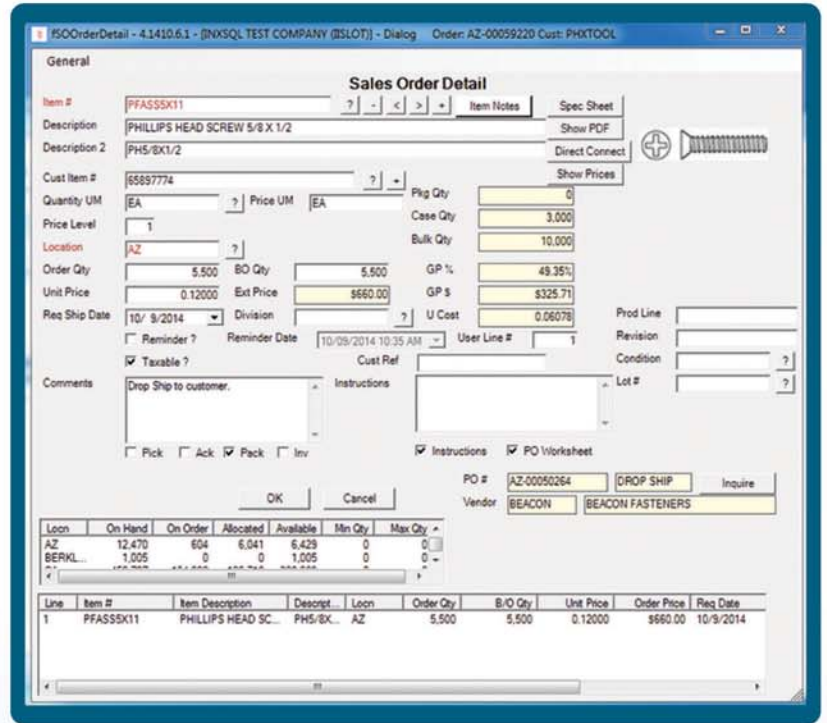 fSOOrderDetail - 4.1410.6.1 - [INXSQL TEST COMPANY (IISLOT)] - Dialog Order: AZ-00059220 Cust: PHXTOOL
General
Sales Order Detail
Item # PFASS5X11 ? - < > + Item Notes Spec Sheet
Description PHILLIPS HEAD SCREW 5/8 X 1/2 Show PDF
Description 2 PH5/8X1/2 Direct Connect
Cust Item # 65897774 ? + Show Prices
Quantity UM EA ? Price UM EA Pkg Qty 0
Price Level 1 Case Qty 3,000
Location AZ ? Bulk Qty 10,000
Order Qty 5,500 BO Qty 5,500 GP % 49.35%
Unit Price 0.12000 Ext Price $660.00 GP $ $325.71
Req Ship Date 10/ 9/2014 Division ? U Cost 0.06078 Prod Line
Reminder ? Reminder Date 10/09/2014 10:35 AM User Line # 1 Revision
Taxable ? Cust Ref Condition ?
Comments Drop Ship to customer. Instructions Lot # ?
Pick Ack Pack Inv Instructions PO Worksheet
PO # AZ-00050264 DROP SHIP Inquire
OK Cancel Vendor BEACON BEACON FASTENERS
Locn On Hand On Order Allocated Available Min Qty Max Qty
AZ 12,470 604 6,041 6,429 0 0
BERKL... 1,005 0 0 1,005 0 0
Line Item # Item Description Descript... Locn Order Qty B/O Qty Unit Price Order Price Req Date
1 PFASS5X11 PHILLIPS HEAD SC... PH5/8X... AZ 5,500 5,500 0.12000 $660.00 10/9/2014